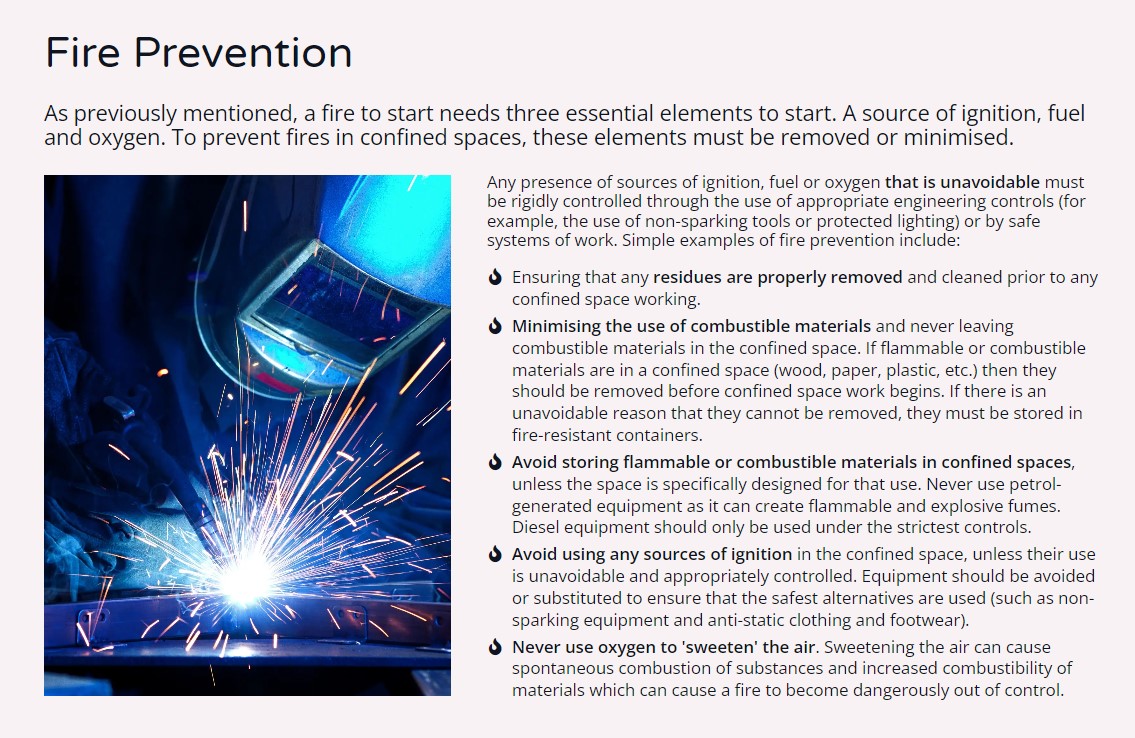 Fire Prevention
As previously mentioned, a fire to start needs three essential elements to start. A source of ignition, fuel
and oxygen. To prevent fires in confined spaces, these elements must be removed or minimised.
Any presence of sources of ignition, fuel or oxygen that is unavoidable must
be rigidly controlled through the use of appropriate engineering controls (for
example, the use of non-sparking tools or protected lighting) or by safe
systems of work. Simple examples of fire prevention include:
Ensuring that any residues are properly removed and cleaned prior to any
confined space working.
Minimising the use of combustible materials and never leaving
combustible materials in the confined space. If flammable or combustible
materials are in a confined space (wood, paper, plastic, etc.) then they
should be removed before confined space work begins. If there is an
unavoidable reason that they cannot be removed, they must be stored in
fire-resistant containers.
Avoid storing flammable or combustible materials in confined spaces,
unless the space is specifically designed for that use. Never use petrol-
generated equipment as it can create flammable and explosive fumes.
Diesel equipment should only be used under the strictest controls.
Avoid using any sources of ignition in the confined space, unless their use
is unavoidable and appropriately controlled. Equipment should be avoided
or substituted to ensure that the safest alternatives are used (such as non-
sparking equipment and anti-static clothing and footwear).
Never use oxygen to 'sweeten' the air. Sweetening the air can cause
spontaneous combustion of substances and increased combustibility of
materials which can cause a fire to become dangerously out of control.